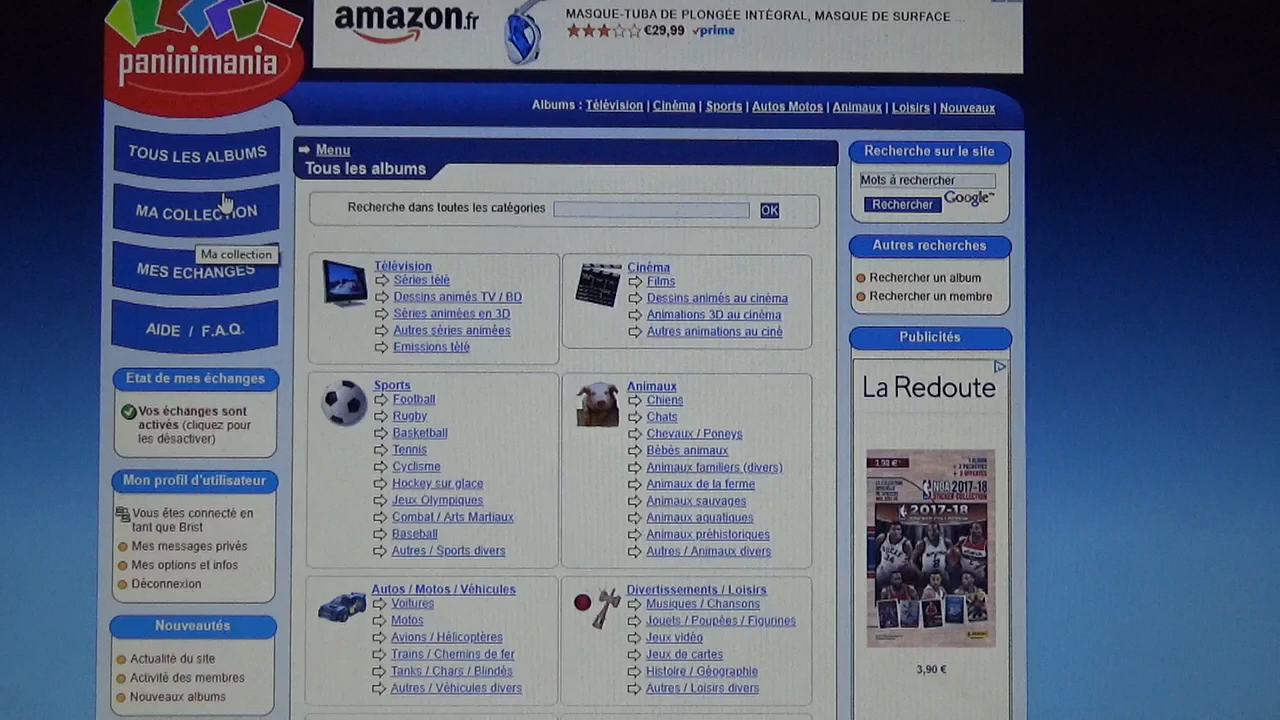 paninimania
amazon.fr
MASQUE-TUBA DE PLONGÉE INTÉGRAL, MASQUE DE SURFACE ...
€29,99 prime
Albums : Télévision | Cinéma | Sports | Autos Motos | Animaux | Loisirs | Nouveaux
TOUS LES ALBUMS
MA COLLECTION
Ma collection
MES ECHANGES
AIDE / F.A.Q.
Etat de mes échanges
Vos échanges sont
activés (cliquez pour
les désactiver)
Mon profil d'utilisateur
Vous êtes connecté en
tant que Brist
Mes messages privés
Mes options et infos
Déconnexion
Nouveautés
Actualité du site
Activité des membres
Nouveaux albums
Menu
Tous les albums
Recherche dans toutes les catégories
OK
Télévision
Séries télé
Dessins animés TV / BD
Séries animées en 3D
Autres séries animées
Emissions télé
Cinéma
Films
Dessins animés au cinéma
Animations 3D au cinéma
Autres animations au ciné
Sports
Football
Rugby
Basketball
Tennis
Cyclisme
Hockey sur glace
Jeux Olympiques
Combat / Arts Martiaux
Baseball
Autres / Sports divers
Animaux
Chiens
Chats
Chevaux / Poneys
Bébés animaux
Animaux familiers (divers)
Animaux de la ferme
Animaux sauvages
Animaux aquatiques
Animaux préhistoriques
Autres / Animaux divers
Autos / Motos / Véhicules
Voitures
Motos
Avions / Hélicoptères
Trains / Chemins de fer
Tanks / Chars / Blindés
Autres / Véhicules divers
Divertissements / Loisirs
Musiques / Chansons
Jouets / Poupées / Figurines
Jeux vidéo
Jeux de cartes
Histoire / Géographie
Autres / Loisirs divers
Recherche sur le site
Mots à rechercher
Rechercher Google™
Autres recherches
Rechercher un album
Rechercher un membre
Publicités
La Redoute
NBA 2017-18
STICKER COLLECTION
2017-18
3,90 €